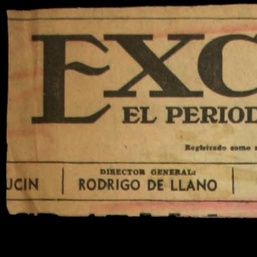 EXC
EL PERIOD
Registrado como a
DIRECTOR GENERAL:
UCIN RODRIGO DE LLANO